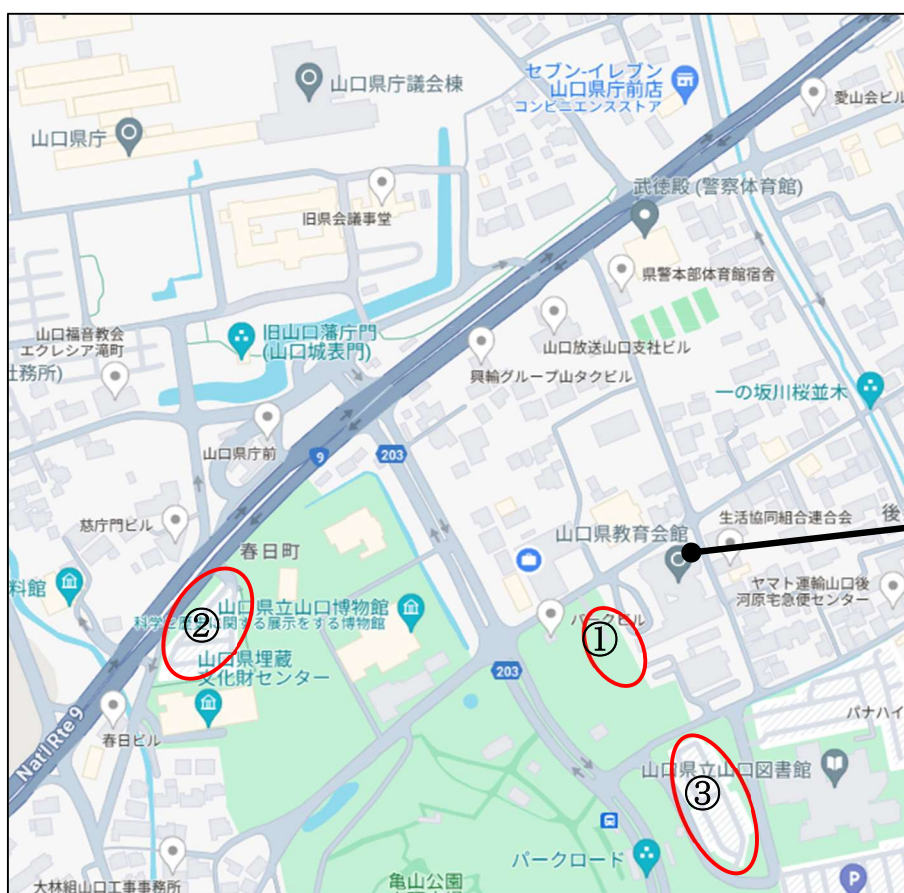 セブン-イレブン
山口県庁前店
コンビニエンスストア
山口県庁議会棟
愛山会ビル
山口県庁
武徳殿 (警察体育館)
旧県会議事堂
県警本部体育館宿舎
山口福音教会
エクレシア滝町
社務所)
旧山口藩庁門
(山口城表門)
山口放送山口支社ビル
興輸グループ山タクビル
一の坂川桜並木
山口県庁前
9
203
慈庁門ビル
春日町
山口県教育会館
生活協同組合連合会
後
料館
②
山口県立山口博物館
科学と歴史に関する展示をする博物館
パークビル
①
ヤマト運輸山口後
河原宅急便センター
山口県埋蔵
文化財センター
203
Nat'l Rte 9
春日ビル
パナハイ
山口県立山口図書館
③
パークロード
大林組山口工事事務所
亀山公園
P